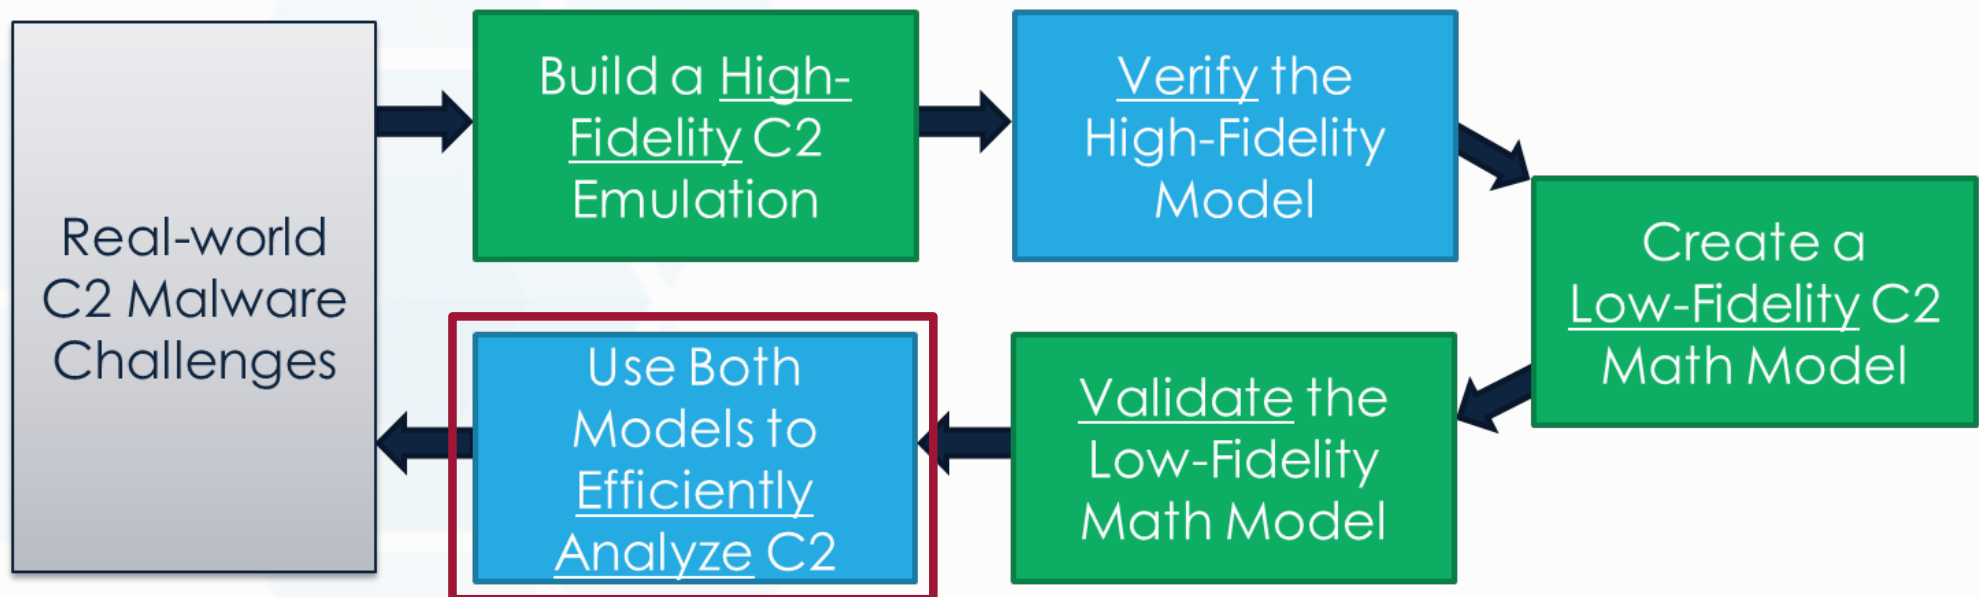 Real-world
C2 Malware
Challenges
Build a High-
Fidelity C2
Emulation
Verify the
High-Fidelity
Model
Create a
Low-Fidelity C2
Math Model
Validate the
Low-Fidelity
Math Model
Use Both
Models to
Efficiently
Analyze C2